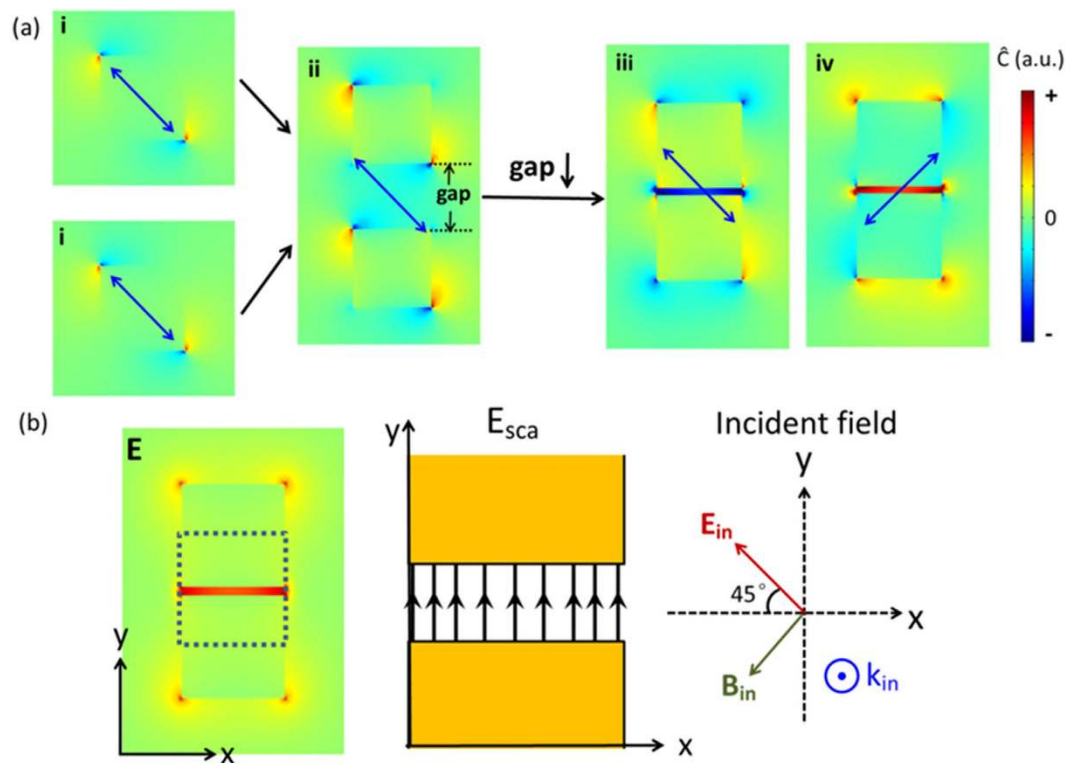 (a)
i
ii
iii
iv
Ĉ (a.u.)
+
0
-
gap
gap ↓
i
(b)
E
y
x
y
E_sca
x
Incident field
y
E_in
45°
x
B_in
k_in